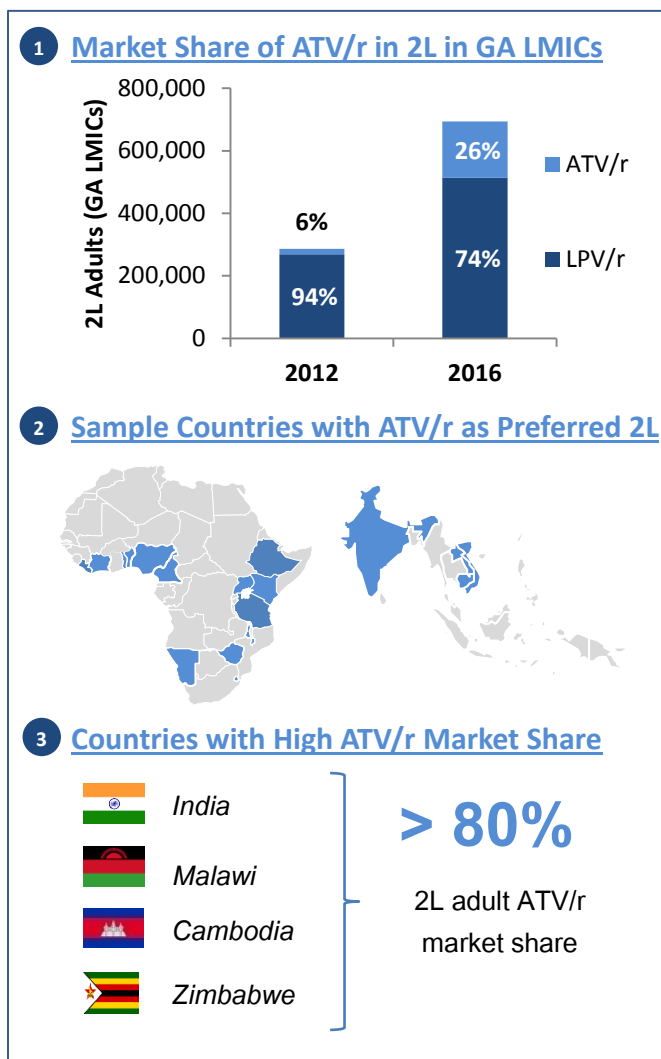 1 Market Share of ATV/r in 2L in GA LMICs
2L Adults (GA LMICs)
800,000
600,000
400,000
200,000
0
6%
94%
26%
74%
ATV/r
LPV/r
2012
2016
2 Sample Countries with ATV/r as Preferred 2L
3 Countries with High ATV/r Market Share
India
Malawi
Cambodia
Zimbabwe
> 80%
2L adult ATV/r
market share